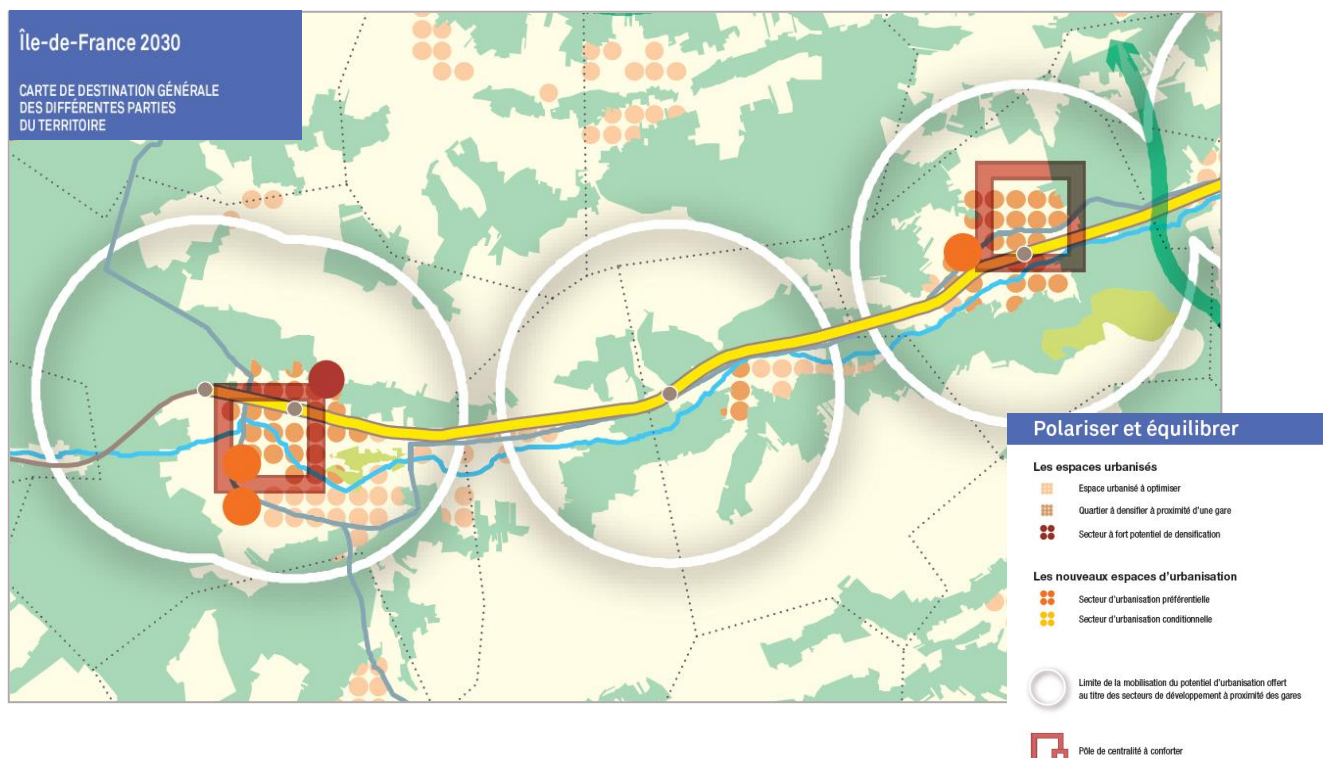 Île-de-France 2030
CARTE DE DESTINATION GÉNÉRALE
DES DIFFÉRENTES PARTIES
DU TERRITOIRE
Polariser et équilibrer
Les espaces urbanisés
Espace urbanisé à optimiser
Quartier à densifier à proximité d'une gare
Secteur à fort potentiel de densification
Les nouveaux espaces d'urbanisation
Secteur d'urbanisation préférentielle
Secteur d'urbanisation conditionnelle
Limite de la mobilisation du potentiel d'urbanisation offert
au titre des secteurs de développement à proximité des gares
Pôle de centralité à conforter